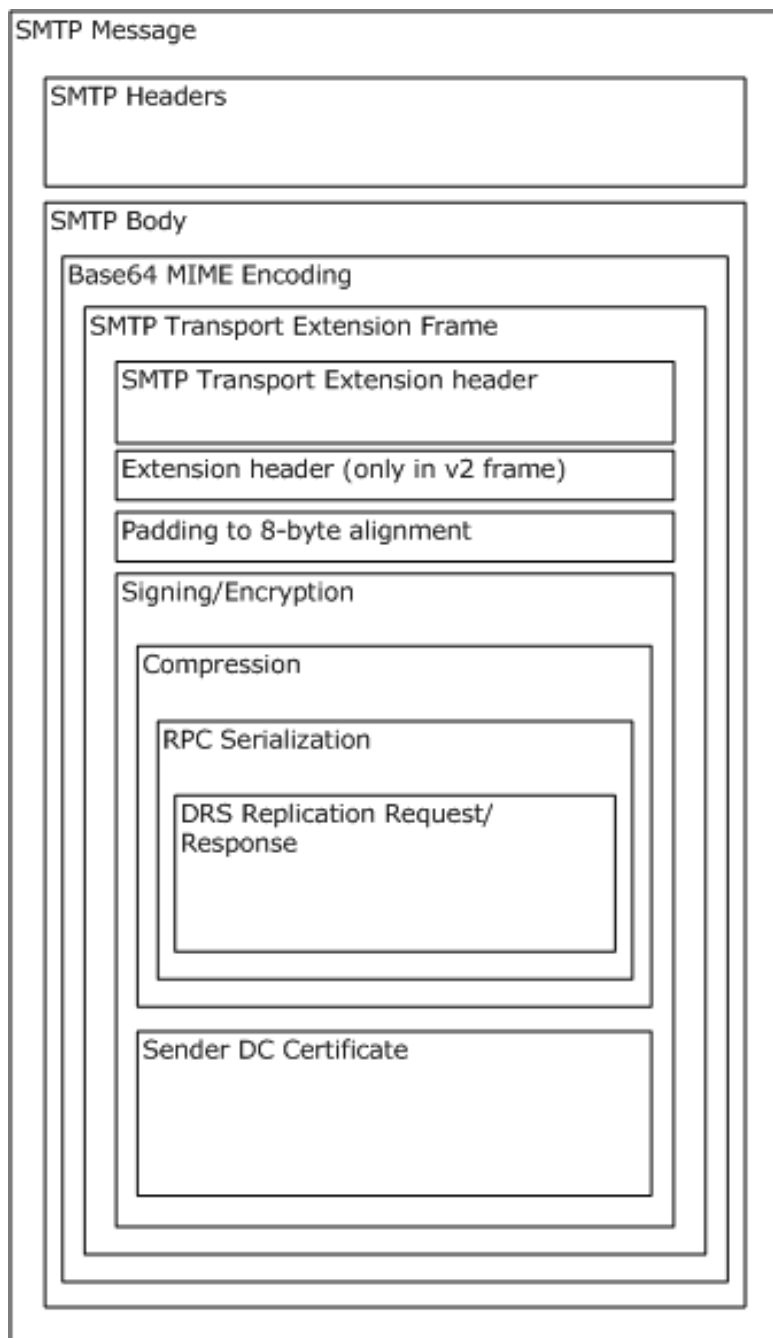 SMTP Message
SMTP Headers
SMTP Body
Base64 MIME Encoding
SMTP Transport Extension Frame
SMTP Transport Extension header
Extension header (only in v2 frame)
Padding to 8-byte alignment
Signing/Encryption
Compression
RPC Serialization
DRS Replication Request/
Response
Sender DC Certificate